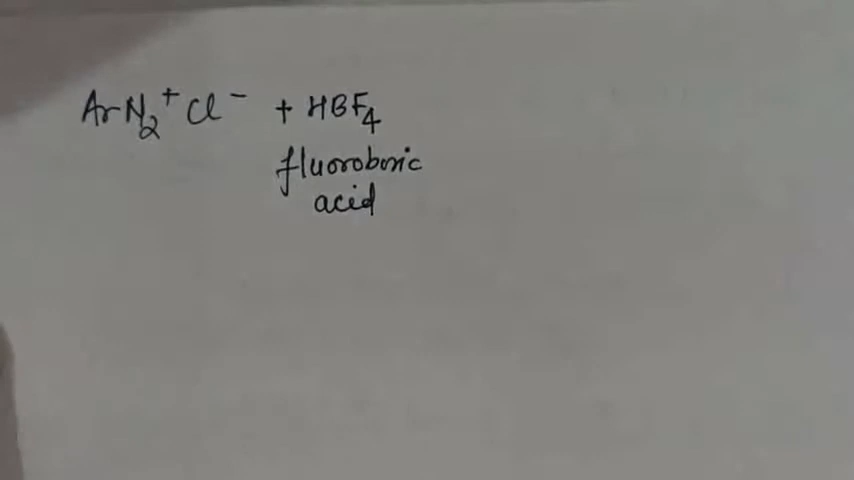 ArN₂⁺Cl⁻ + HBF₄
fluoroboric
acid